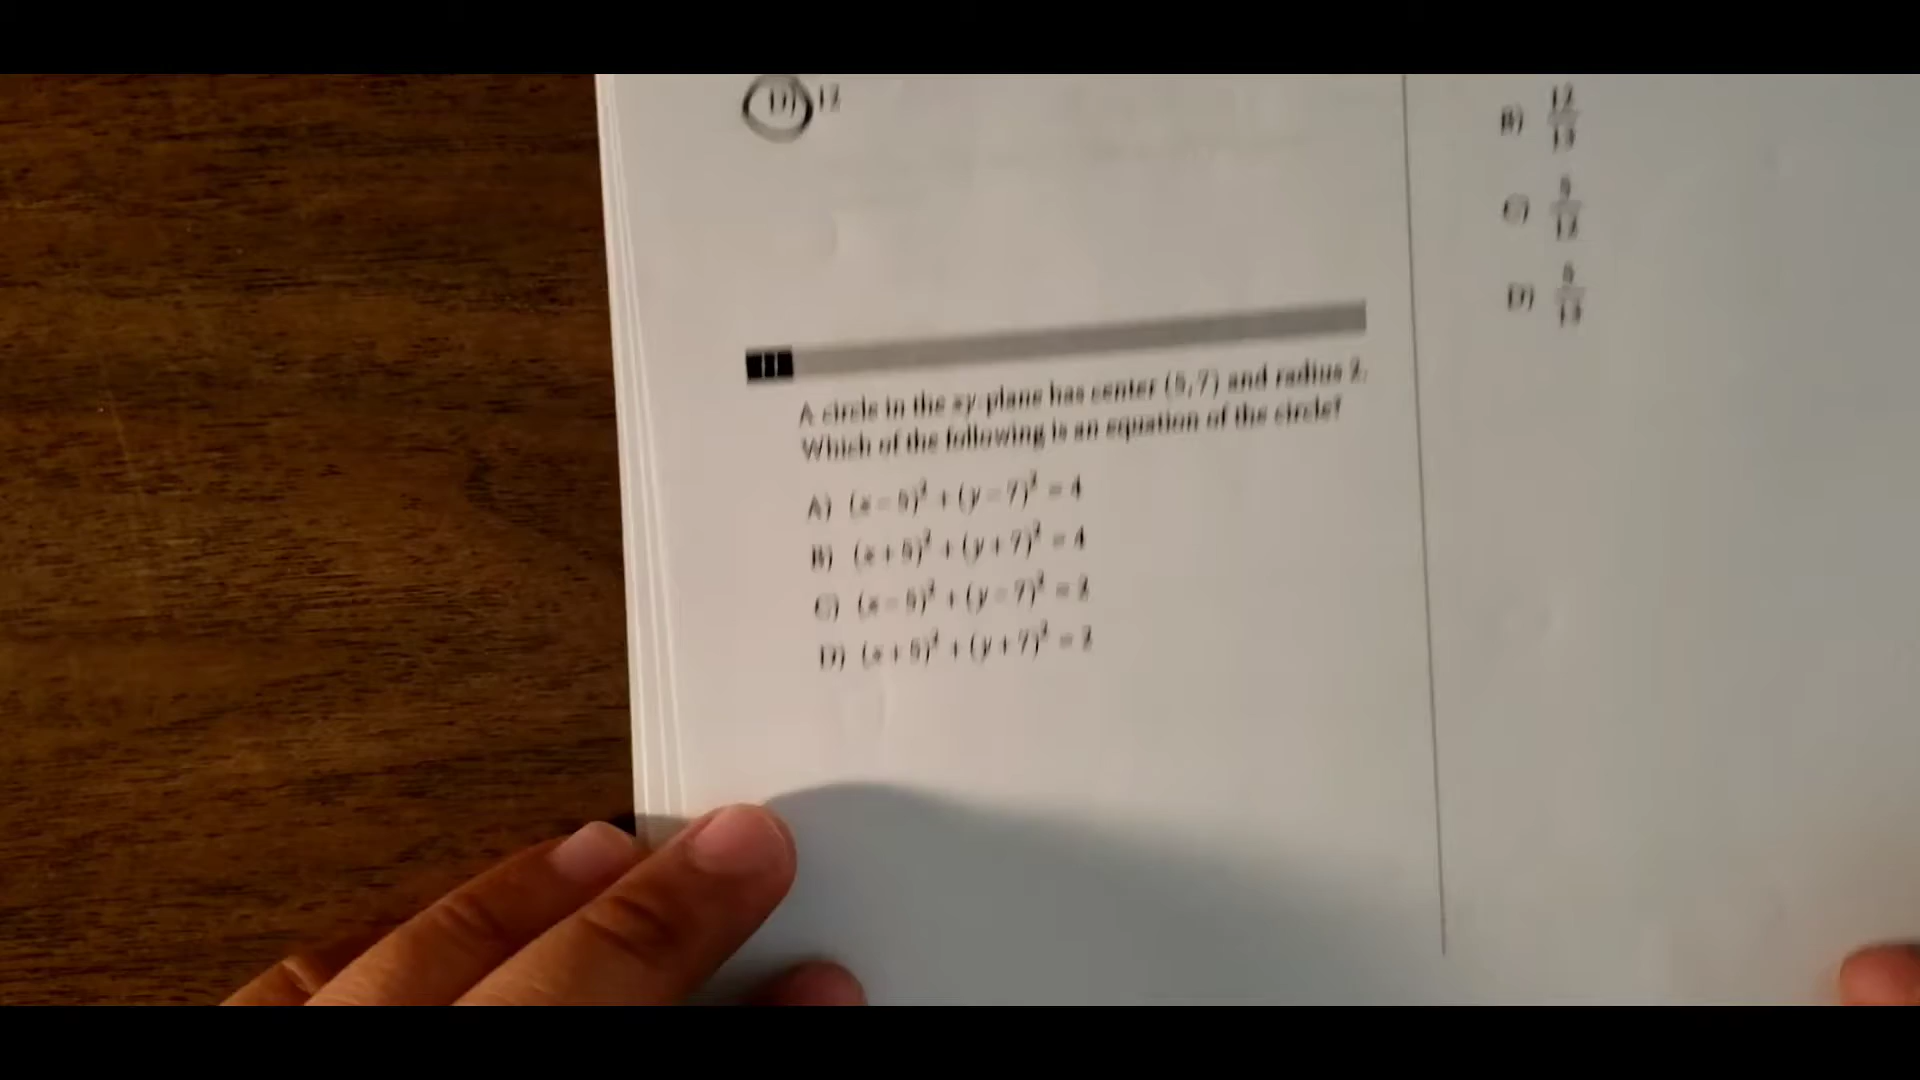 D) 12
11
A circle in the xy-plane has center (5, 7) and radius 2.
Which of the following is an equation of the circle?
A) (x − 5)² + (y − 7)² = 4
B) (x + 5)² + (y + 7)² = 4
C) (x − 5)² + (y − 7)² = 2
D) (x + 5)² + (y + 7)² = 2
B) 12/13
C) 5/12
D) 5/13